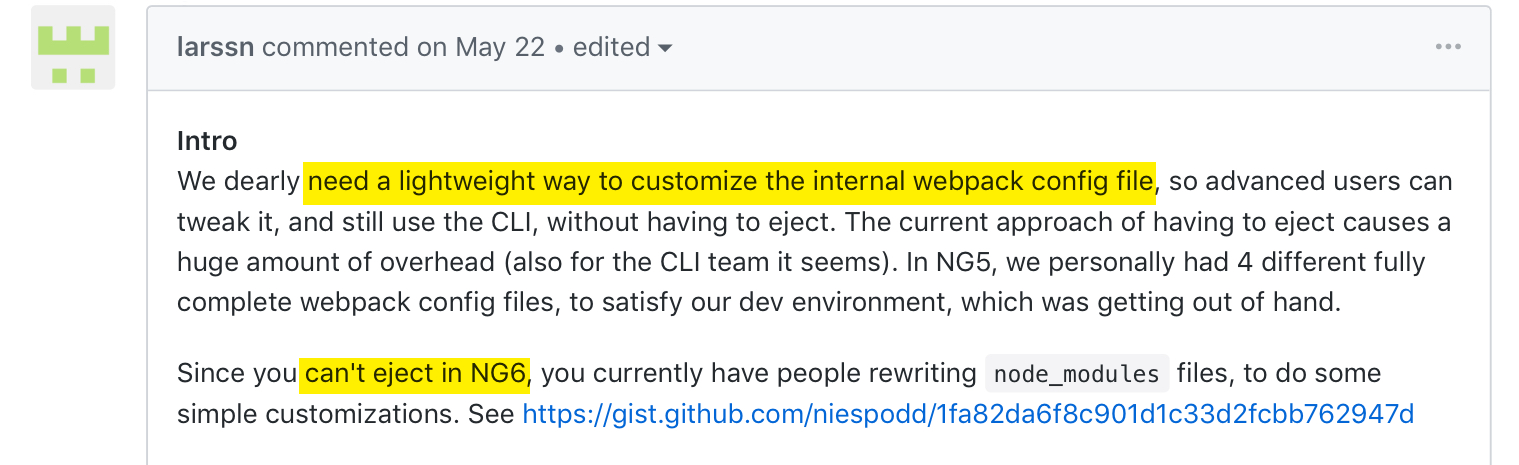 larssn commented on May 22 • edited
Intro
We dearly need a lightweight way to customize the internal webpack config file, so advanced users can
tweak it, and still use the CLI, without having to eject. The current approach of having to eject causes a
huge amount of overhead (also for the CLI team it seems). In NG5, we personally had 4 different fully
complete webpack config files, to satisfy our dev environment, which was getting out of hand.
Since you can't eject in NG6, you currently have people rewriting node_modules files, to do some
simple customizations. See https://gist.github.com/niespodd/1fa82da6f8c901d1c33d2fcbb762947d